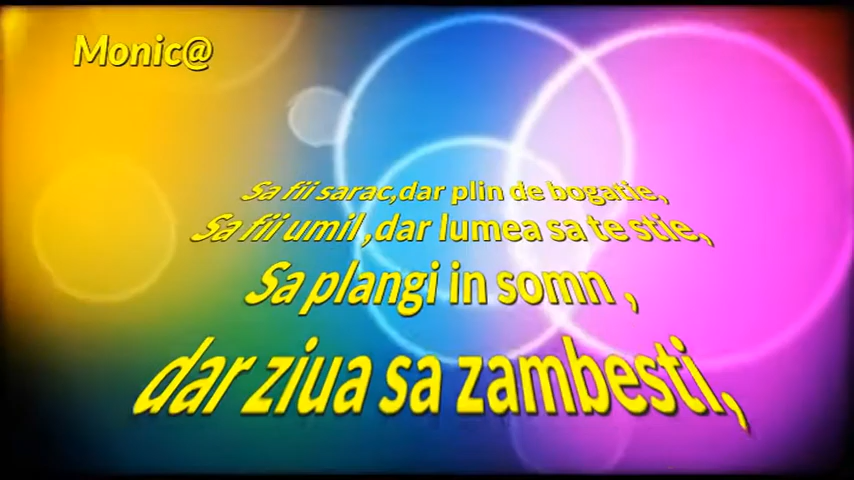 Monic@
Sa fii sarac,dar plin de bogatie,
Sa fii umil,dar lumea sa te stie,
Sa plangi in somn ,
dar ziua sa zambesti,